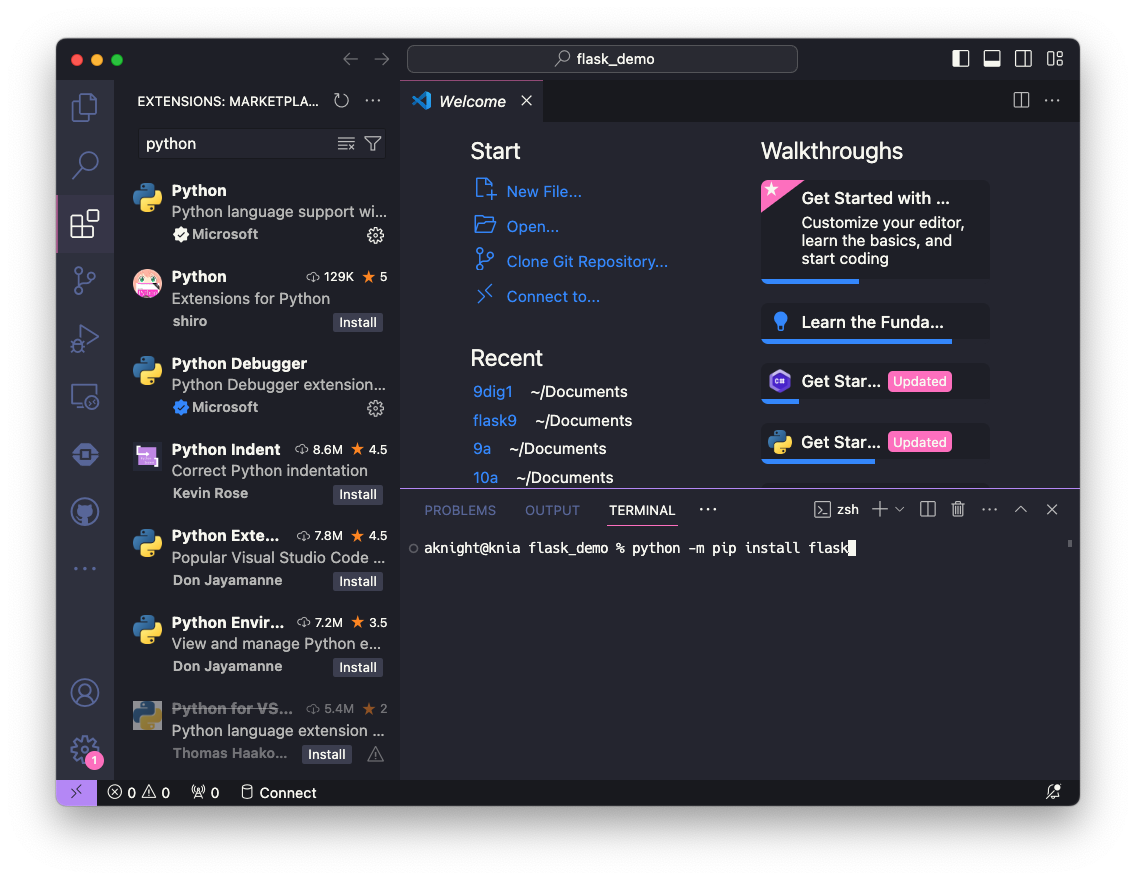 flask_demo
EXTENSIONS: MARKETPLA...
python
Python
Python language support wi...
Microsoft
Python 129K 5
Extensions for Python
shiro Install
Python Debugger
Python Debugger extension...
Microsoft
Python Indent 8.6M 4.5
Correct Python indentation
Kevin Rose Install
Python Exte... 7.8M 4.5
Popular Visual Studio Code ...
Don Jayamanne Install
Python Envir... 7.2M 3.5
View and manage Python e...
Don Jayamanne Install
Python for VS... 5.4M 2
Python language extension ...
Thomas Haako... Install
1
Welcome
Start
New File...
Open...
Clone Git Repository...
Connect to...
Recent
9dig1 ~/Documents
flask9 ~/Documents
9a ~/Documents
10a ~/Documents
Walkthroughs
Get Started with ...
Customize your editor,
learn the basics, and
start coding
Learn the Funda...
C#
Get Star... Updated
Get Star... Updated
PROBLEMS OUTPUT TERMINAL ... zsh
aknight@knia flask_demo % python -m pip install flask
0 0 0 Connect